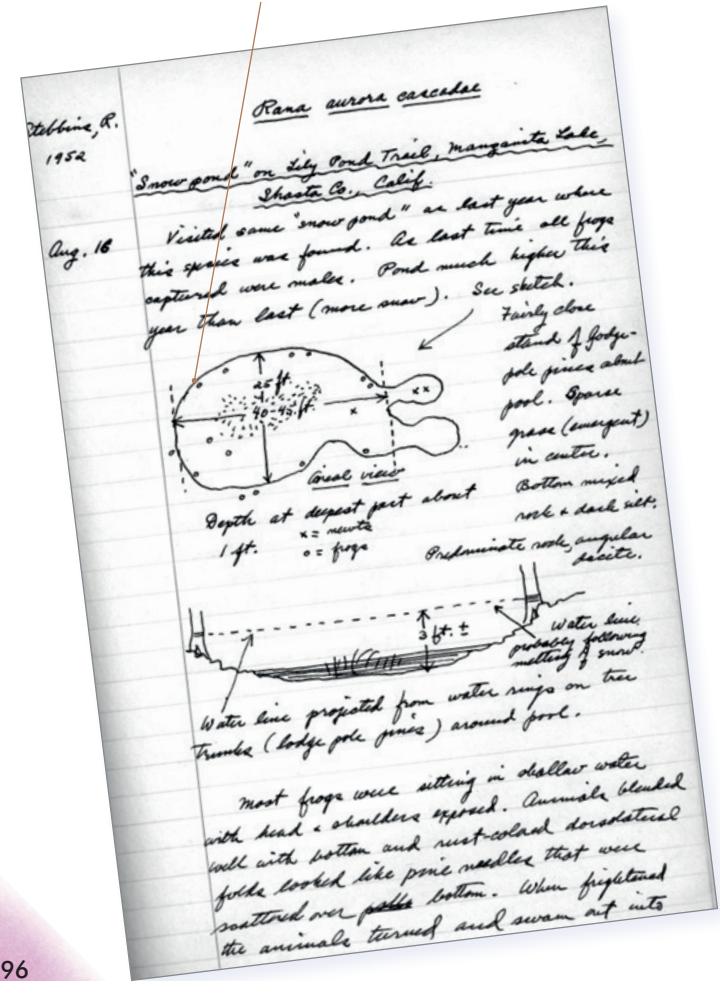 Stebbins, R.
1952
Rana aurora cascadae
"Snow pond" on Lily Pond Trail, Manzanita Lake,
Shasta Co., Calif.
Aug. 16
Visited same "snow pond" as last year where
this species was found. As last time all frogs
captured were males. Pond much higher this
year than last (more snow). See sketch.
Fairly close
stand of lodge-
pole pines about
pool. Sparse
grass (emergent)
in center.
Bottom mixed
rock + dark silt.
Predominate rock, angular
dacite.
25 ft.
40-45 ft.
x
x x
Areal view
Depth at deepest part about
1 ft.
x = newts
o = frogs
3 ft. ±
Water line
probably following
melting of snow.
Water line projected from water rings on tree
trunks (lodge pole pines) around pool.
Most frogs were sitting in shallow water
with head & shoulders exposed. Animals blended
well with bottom and rust-colored dorsolateral
folds looked like pine needles that were
scattered over bottom. When frightened
the animals turned and swam out into
96